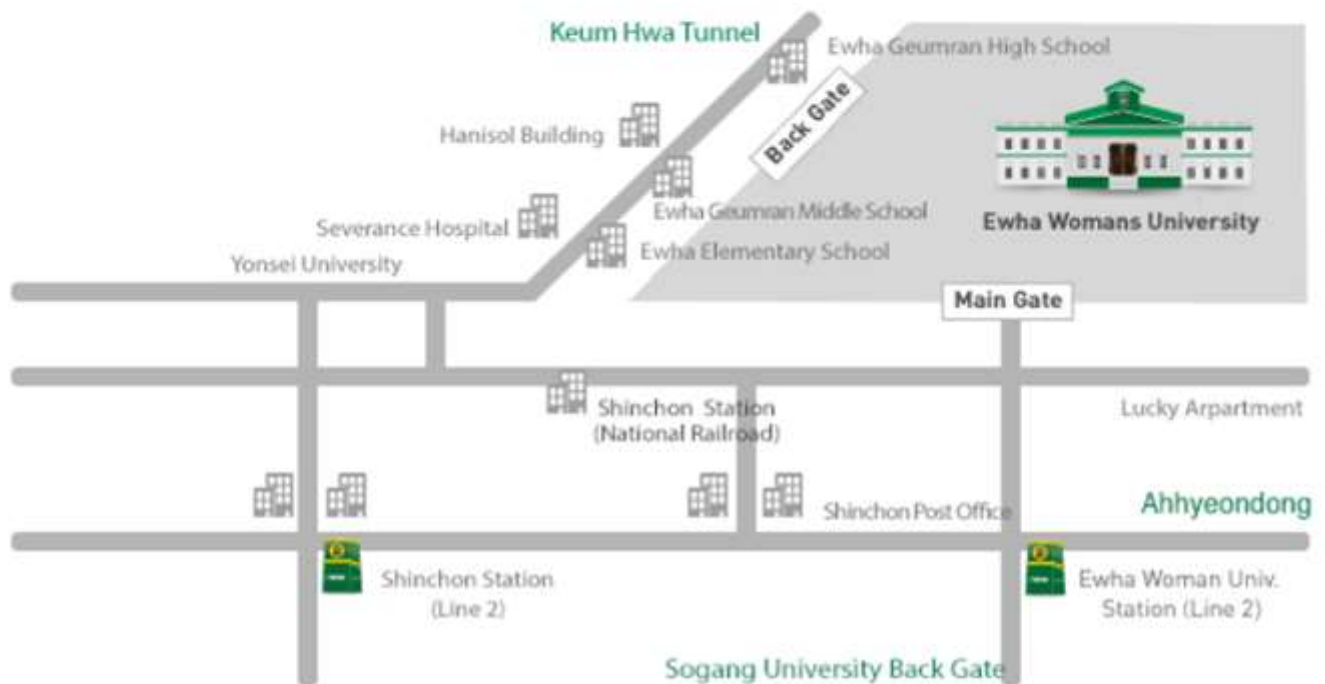 Keum Hwa Tunnel
Ewha Geumran High School
Back Gate
Hanisol Building
Ewha Geumran Middle School
Severance Hospital
Ewha Womans University
Ewha Elementary School
Yonsei University
Main Gate
Shinchon Station
(National Railroad)
Lucky Arpartment
Shinchon Post Office
Ahhyeondong
Shinchon Station
(Line 2)
Ewha Woman Univ.
Station (Line 2)
Sogang University Back Gate